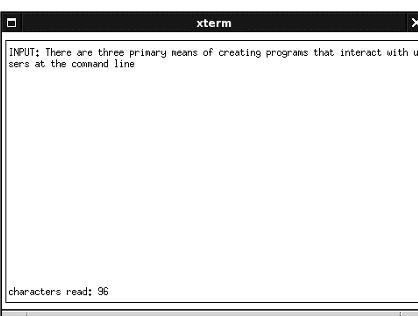 xterm
INPUT: There are three primary means of creating programs that interact with u
sers at the command line
characters read: 96